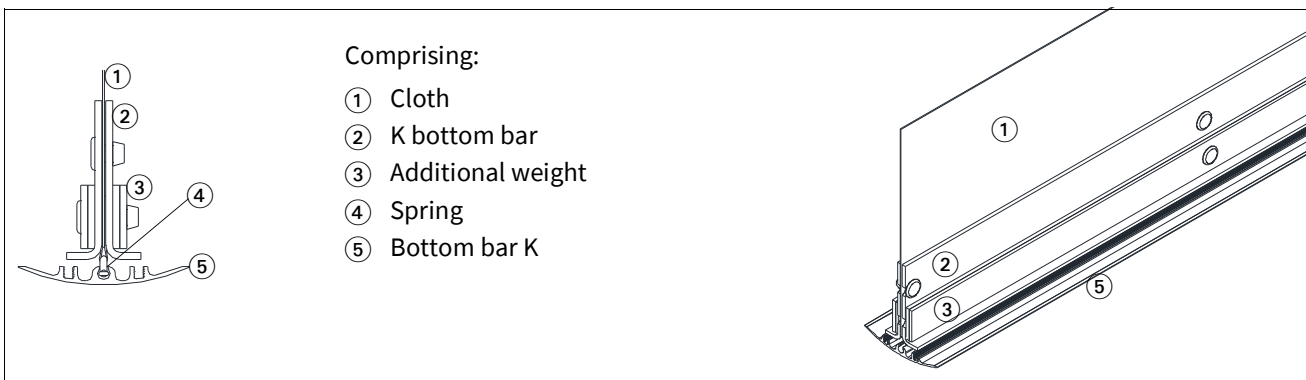 Comprising:
① Cloth
② K bottom bar
③ Additional weight
④ Spring
⑤ Bottom bar K
①
②
③
④
⑤
①
②
③
⑤